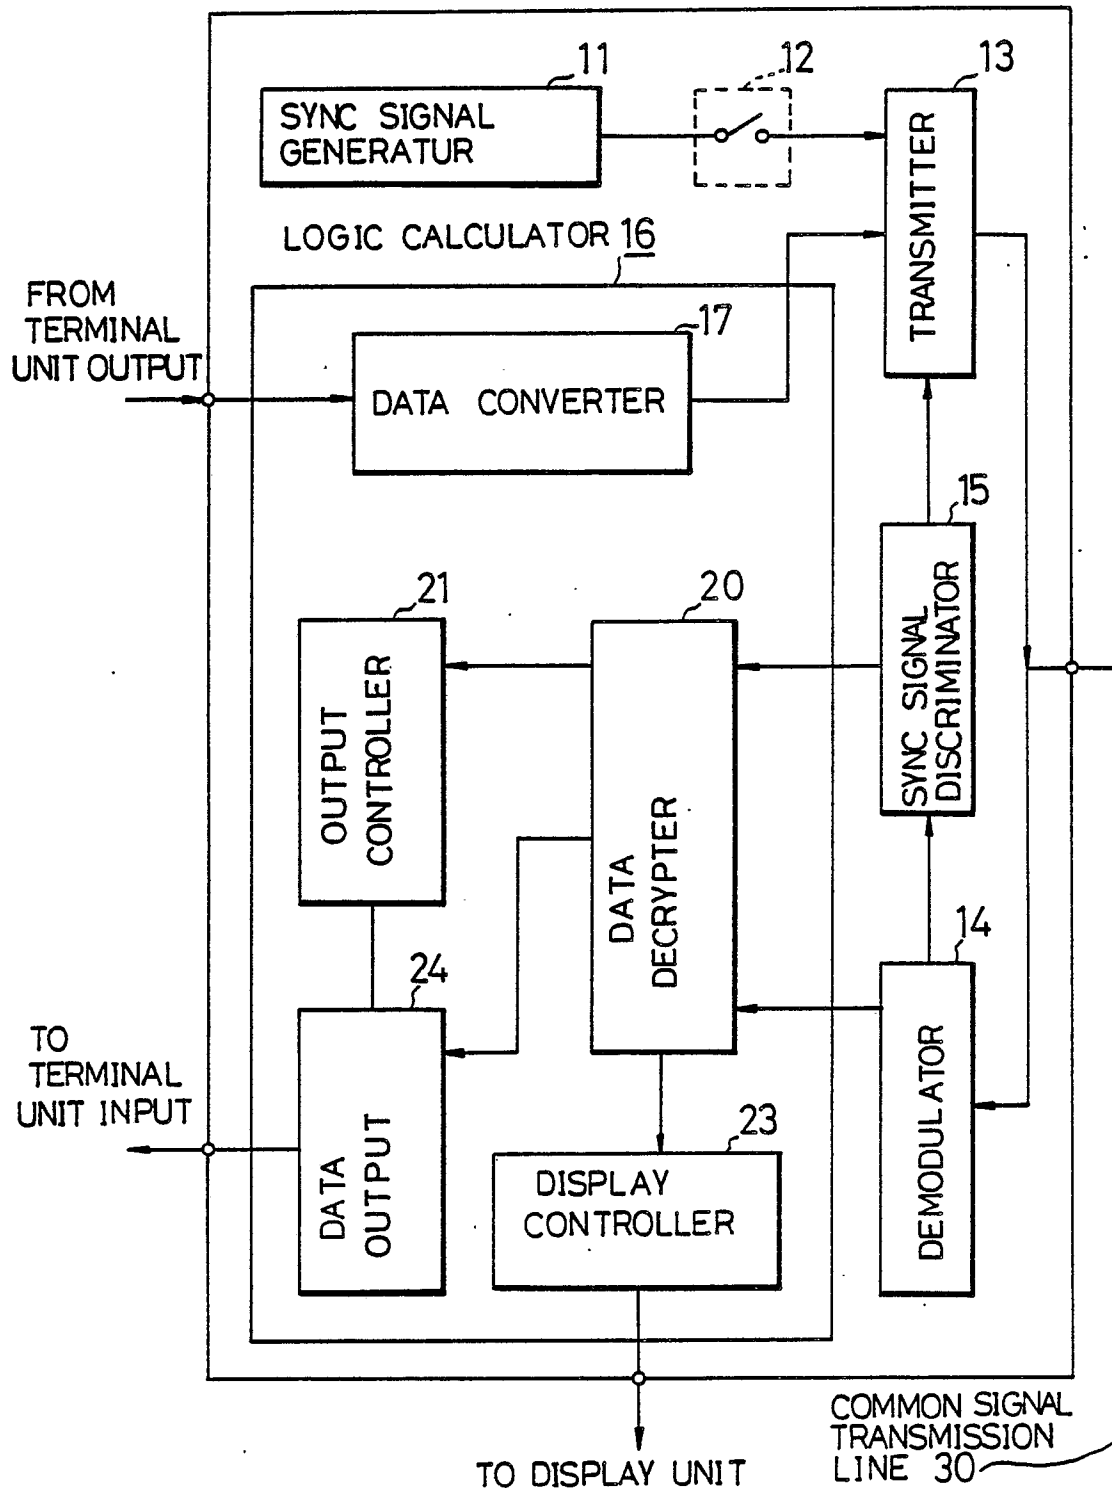 11
12
13
SYNC SIGNAL
GENERATUR
TRANSMITTER
LOGIC CALCULATOR 16
FROM
TERMINAL
UNIT OUTPUT
17
DATA CONVERTER
15
SYNC SIGNAL
DISCRIMINATOR
21
20
OUTPUT
CONTROLLER
DATA
DECRYPTER
14
24
DEMODULATOR
TO
TERMINAL
UNIT INPUT
DATA
OUTPUT
23
DISPLAY
CONTROLLER
COMMON SIGNAL
TRANSMISSION
LINE 30
TO DISPLAY UNIT